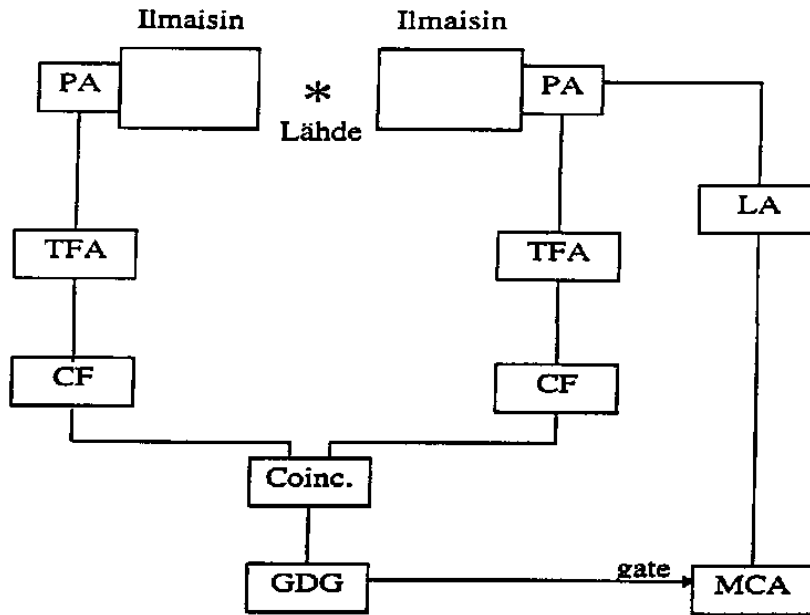 Ilmaisin
Ilmaisin
PA
*
PA
Lähde
LA
TFA
TFA
CF
CF
Coinc.
GDG
gate
MCA